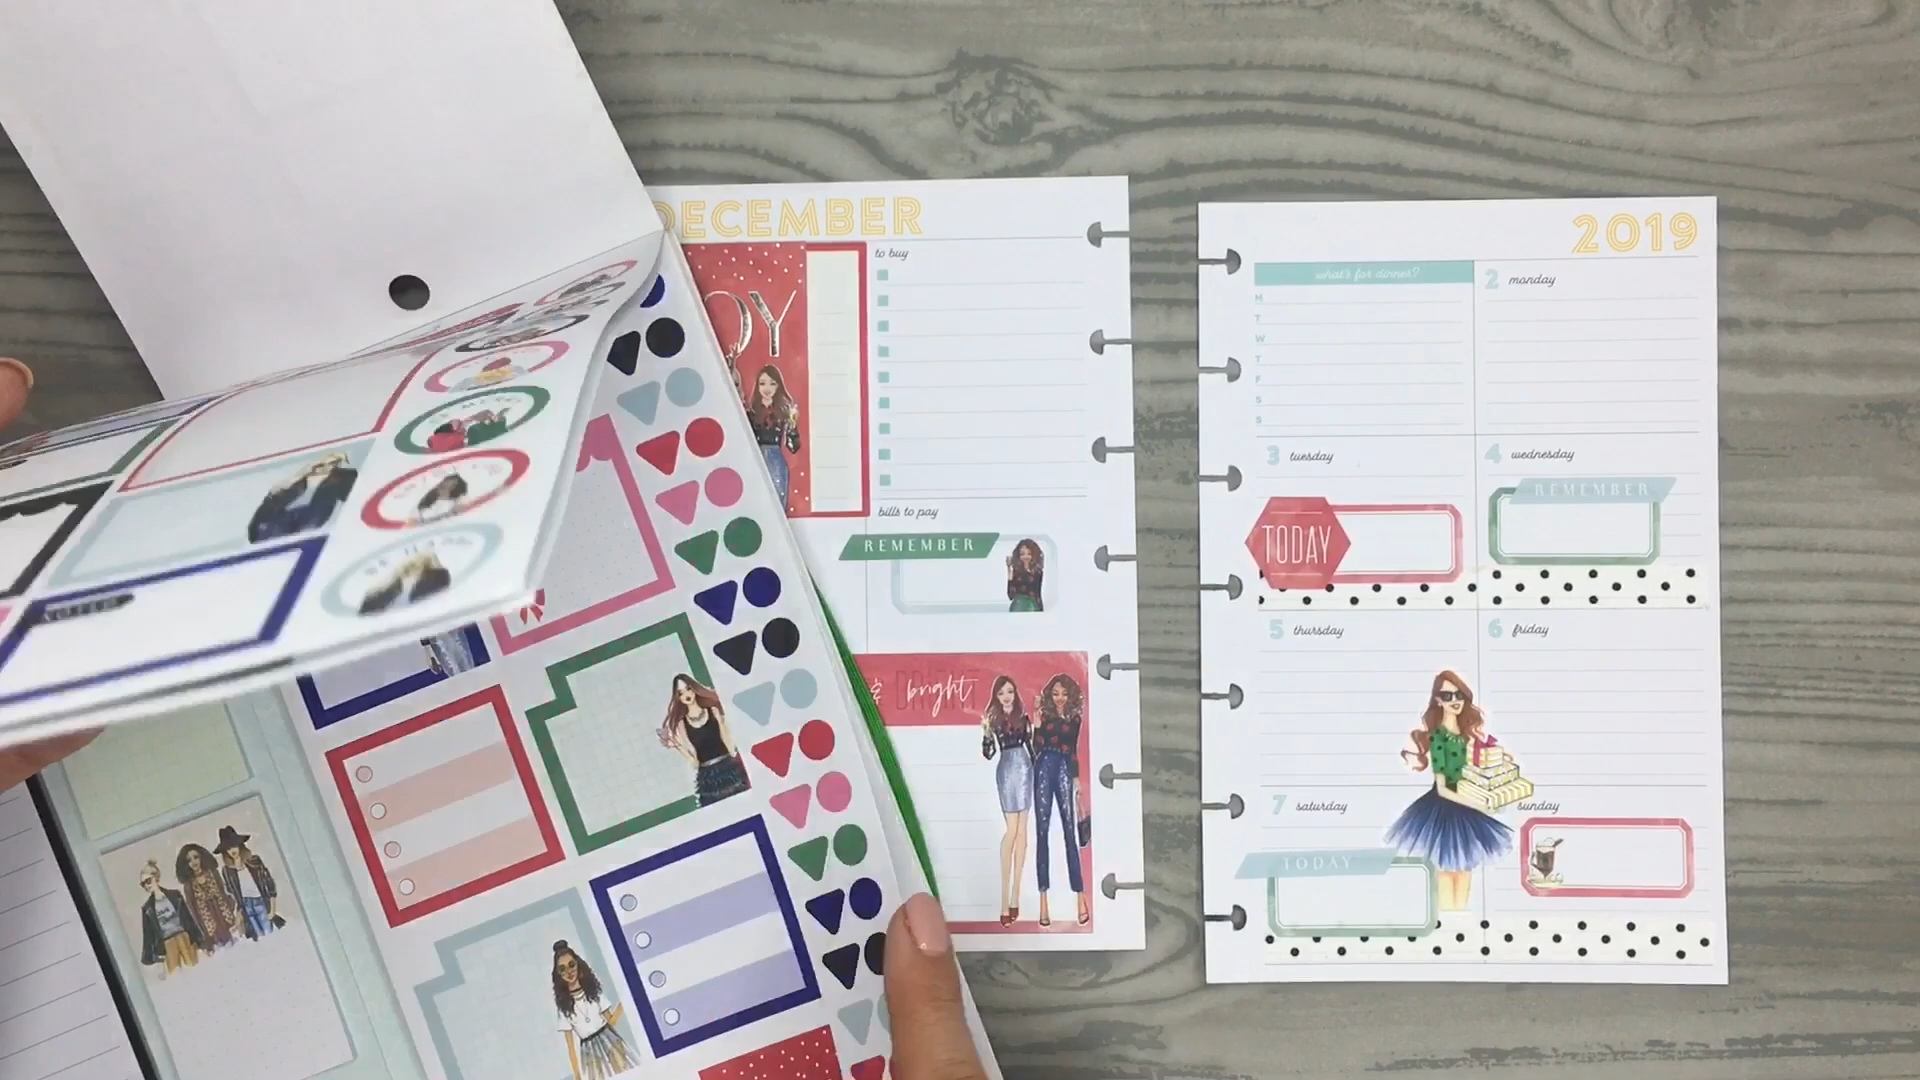 DECEMBER
OY
to buy
bills to pay
REMEMBER
& bright
2019
what's for dinner?
M
T
W
T
F
S
S
2 monday
3 tuesday
4 wednesday
TODAY
REMEMBER
5 thursday
6 friday
7 saturday
sunday
TODAY